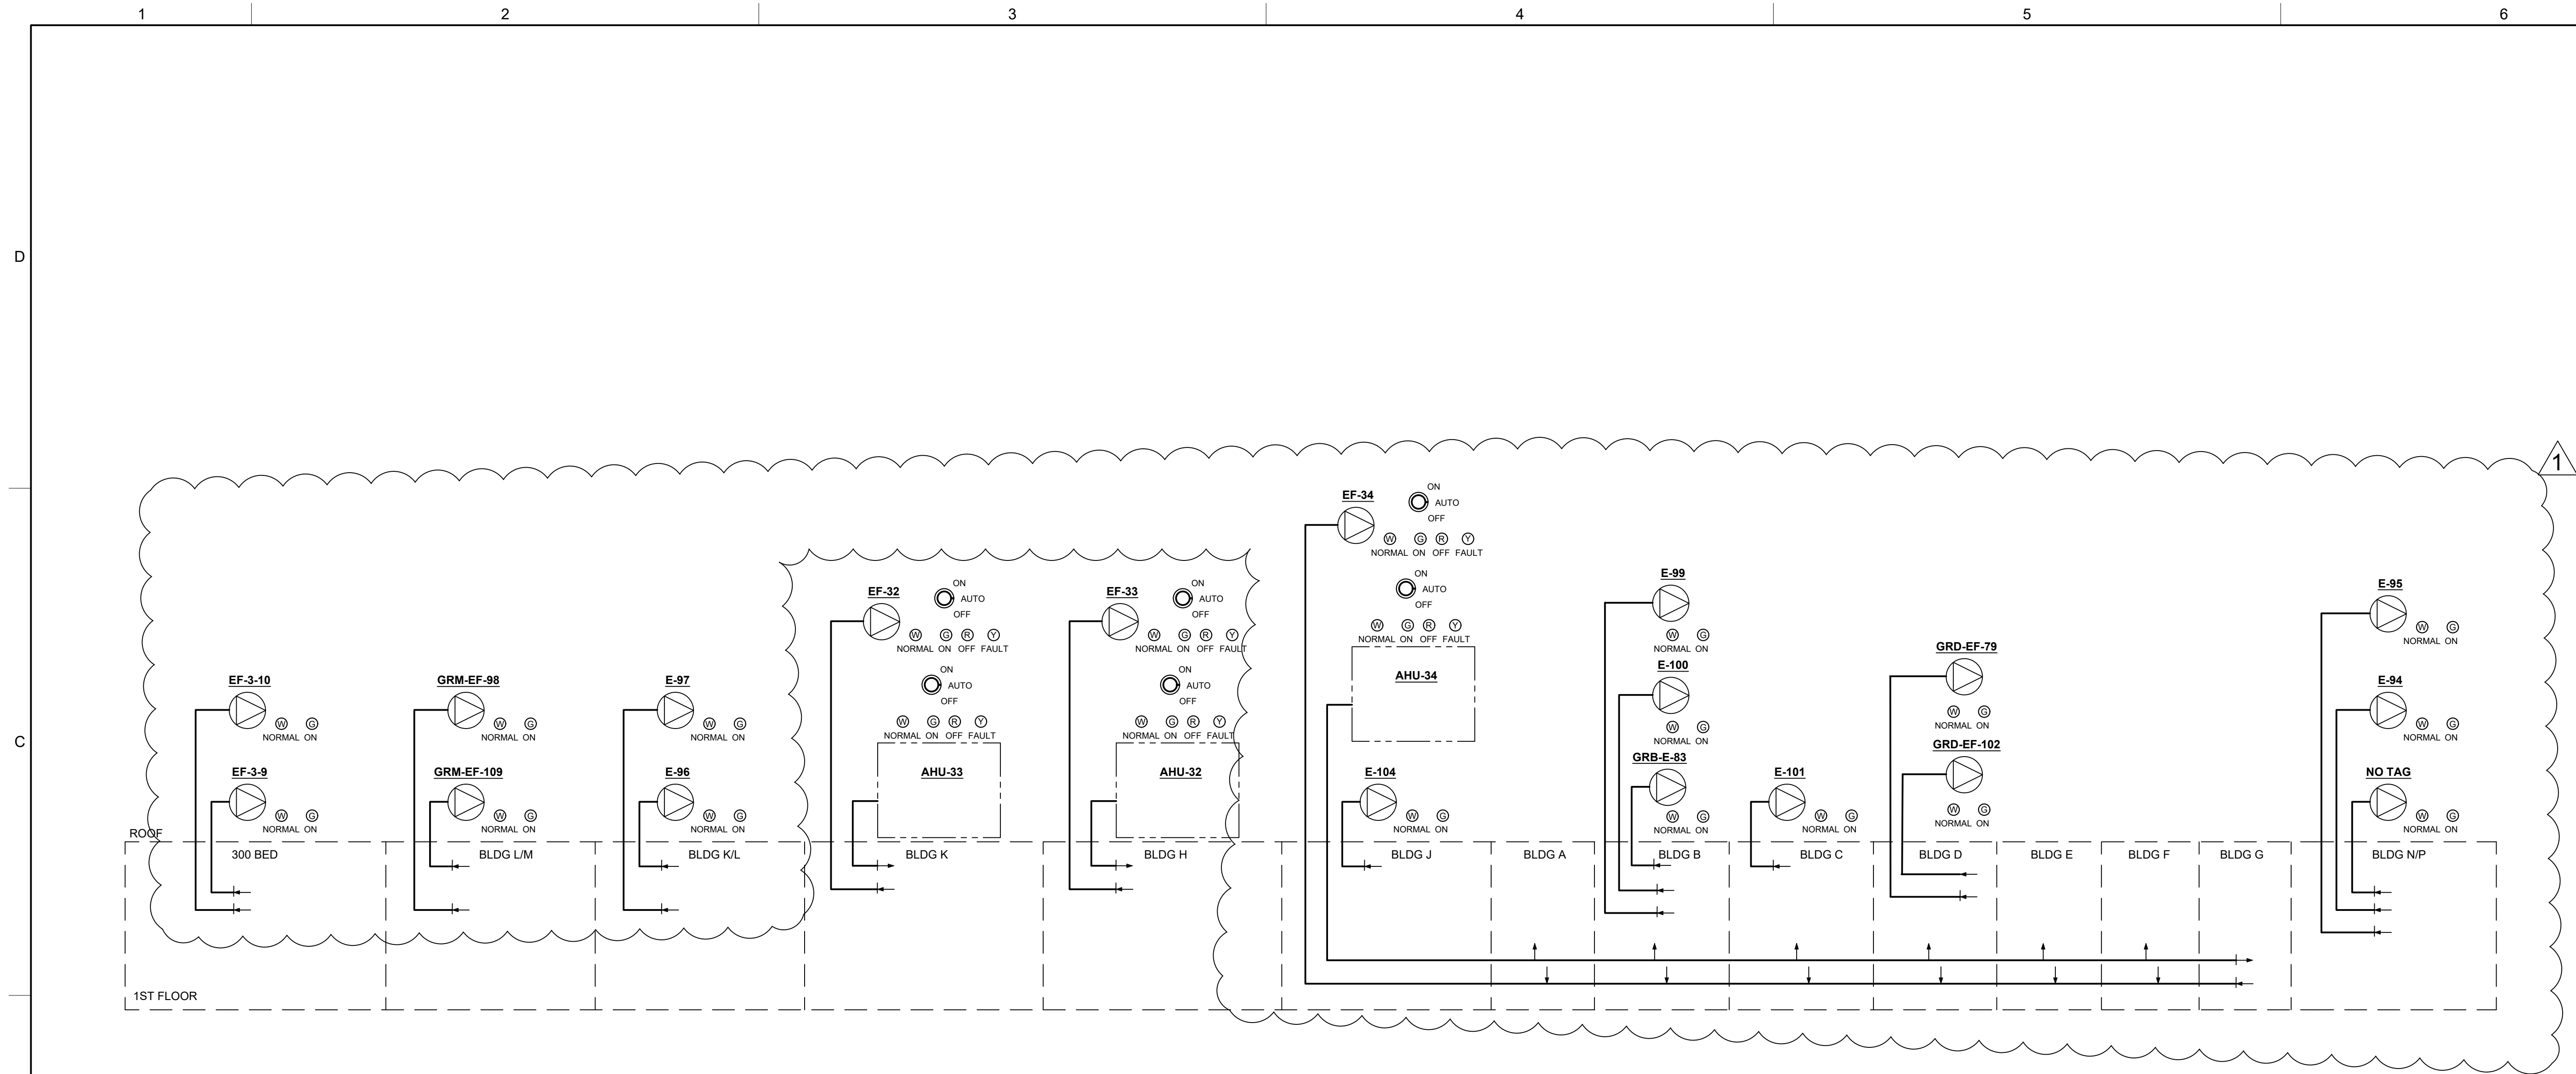 1 2 3 4 5 6
D
C
1
EF-3-10
W G
NORMAL ON
EF-3-9
W G
NORMAL ON
ROOF
300 BED
1ST FLOOR
GRM-EF-98
W G
NORMAL ON
GRM-EF-109
W G
NORMAL ON
BLDG L/M
E-97
W G
NORMAL ON
E-96
W G
NORMAL ON
BLDG K/L
EF-32
ON
AUTO
OFF
W G R Y
NORMAL ON OFF FAULT
ON
AUTO
OFF
W G R Y
NORMAL ON OFF FAULT
AHU-33
BLDG K
EF-33
ON
AUTO
OFF
W G R Y
NORMAL ON OFF FAULT
ON
AUTO
OFF
W G R Y
NORMAL ON OFF FAULT
AHU-32
BLDG H
EF-34
ON
AUTO
OFF
W G R Y
NORMAL ON OFF FAULT
ON
AUTO
OFF
W G R Y
NORMAL ON OFF FAULT
AHU-34
E-104
W G
NORMAL ON
BLDG J
BLDG A
E-99
W G
NORMAL ON
E-100
W G
NORMAL ON
GRB-E-83
W G
NORMAL ON
BLDG B
E-101
W G
NORMAL ON
BLDG C
GRD-EF-79
W G
NORMAL ON
GRD-EF-102
W G
NORMAL ON
BLDG D
BLDG E
BLDG F
BLDG G
E-95
W G
NORMAL ON
E-94
W G
NORMAL ON
NO TAG
W G
NORMAL ON
BLDG N/P